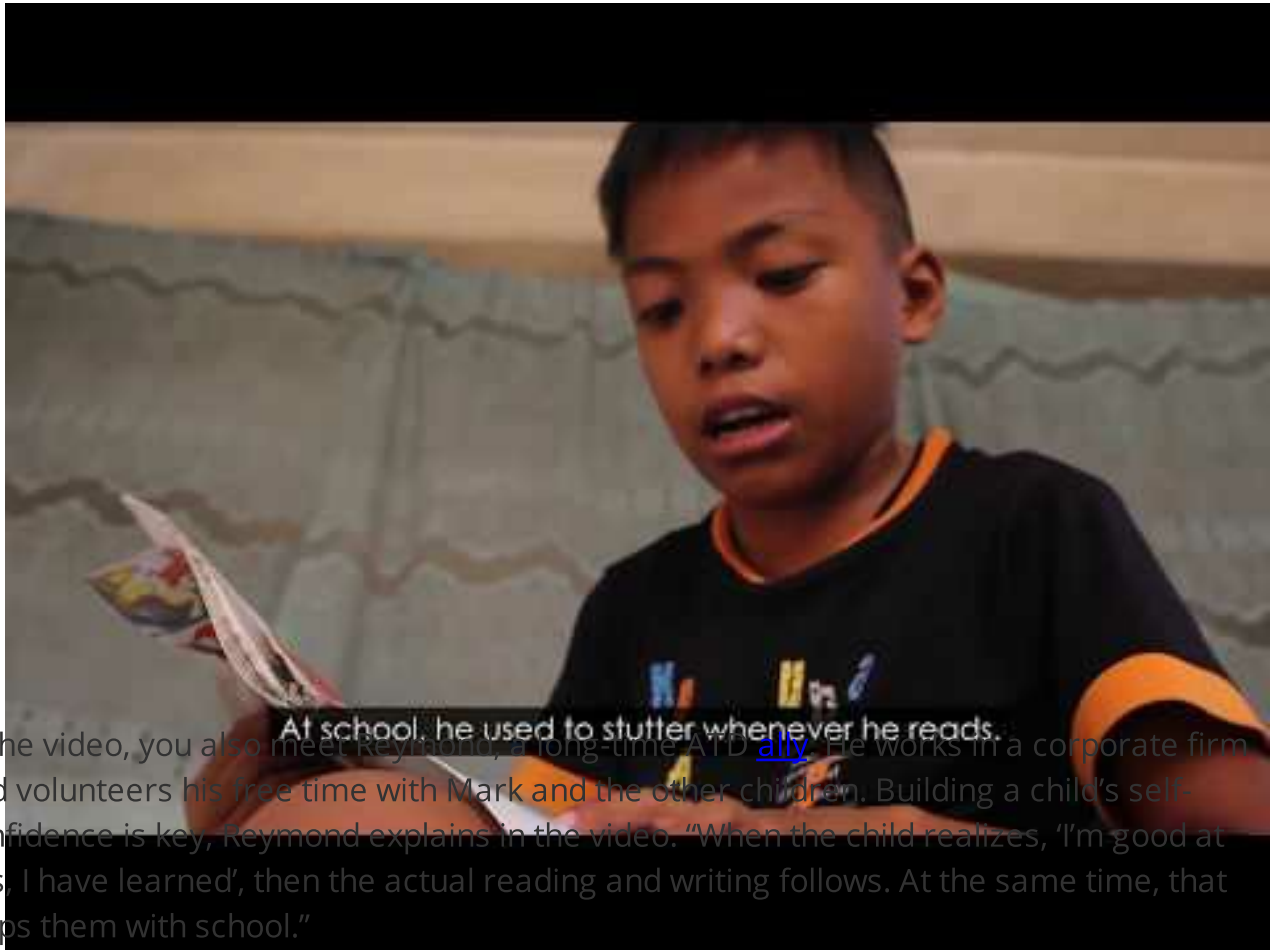 At school, he used to stutter whenever he reads.
he video, you also meet Reymond, a long-time ATD ally. He works in a corporate firm
d volunteers his free time with Mark and the other children. Building a child’s self-
nfidence is key, Reymond explains in the video. “When the child realizes, ‘I’m good at
s, I have learned’, then the actual reading and writing follows. At the same time, that
ps them with school.”